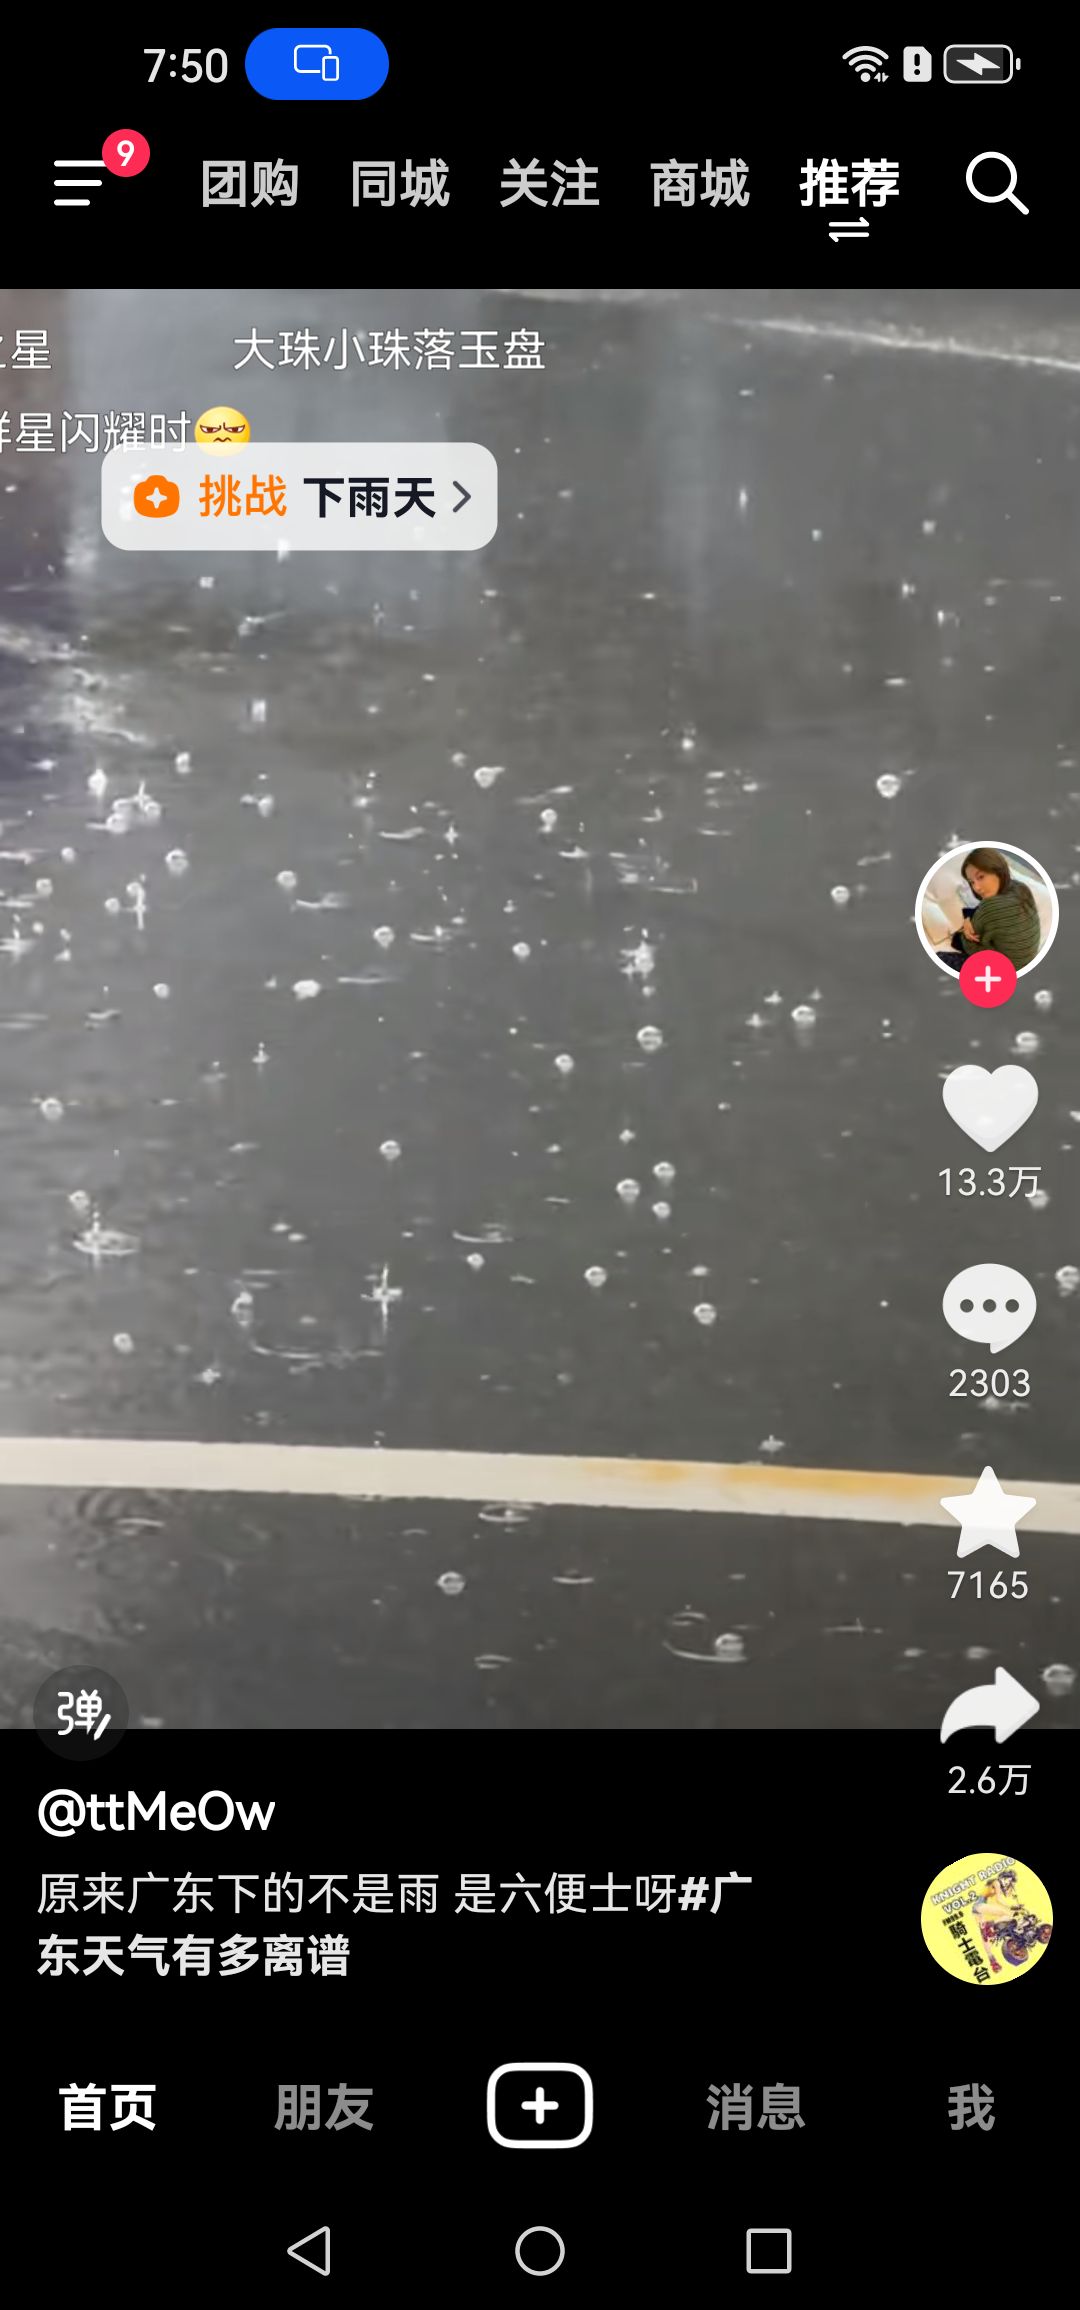 7:50
9
团购 同城 关注 商城 推荐
星 大珠小珠落玉盘
星闪耀时
挑战 下雨天
13.3万
2303
7165
弹
2.6万
@ttMeOw
原来广东下的不是雨 是六便士呀#广
东天气有多离谱
KNIGHT RADIO
VOL.2
騎士電台
首页 朋友 消息 我